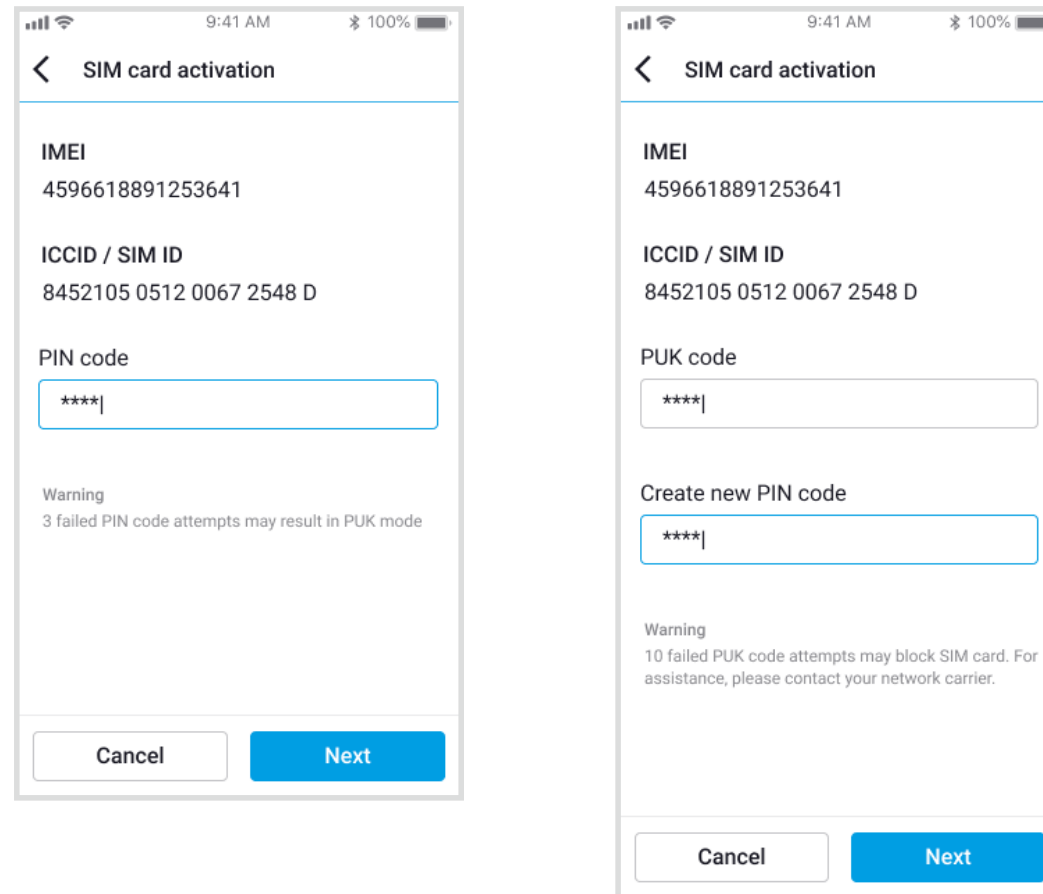 9:41 AM 100%
SIM card activation
IMEI
4596618891253641
ICCID / SIM ID
8452105 0512 0067 2548 D
PIN code
****|
Warning
3 failed PIN code attempts may result in PUK mode
Cancel
Next
9:41 AM 100%
SIM card activation
IMEI
4596618891253641
ICCID / SIM ID
8452105 0512 0067 2548 D
PUK code
****|
Create new PIN code
****|
Warning
10 failed PUK code attempts may block SIM card. For
assistance, please contact your network carrier.
Cancel
Next